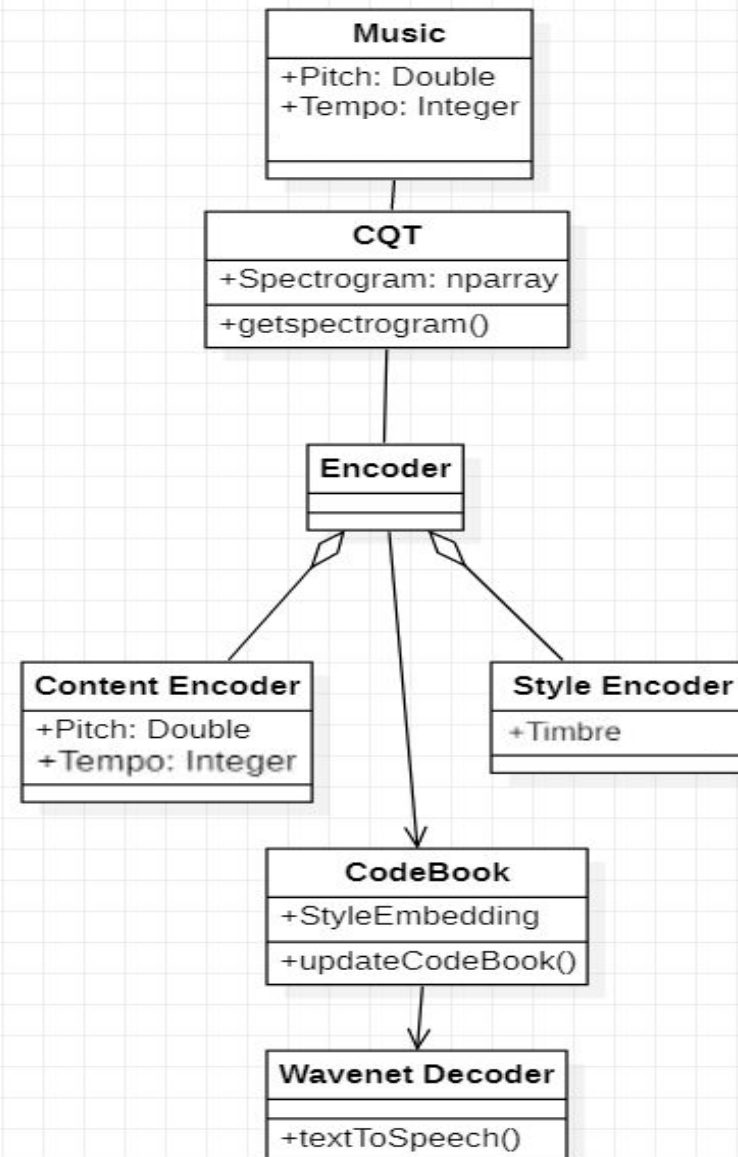 Music
+Pitch: Double
+Tempo: Integer
CQT
+Spectrogram: nparray
+getspectrogram()
Encoder
Content Encoder
+Pitch: Double
+Tempo: Integer
Style Encoder
+Timbre
CodeBook
+StyleEmbedding
+updateCodeBook()
Wavenet Decoder
+textToSpeech()